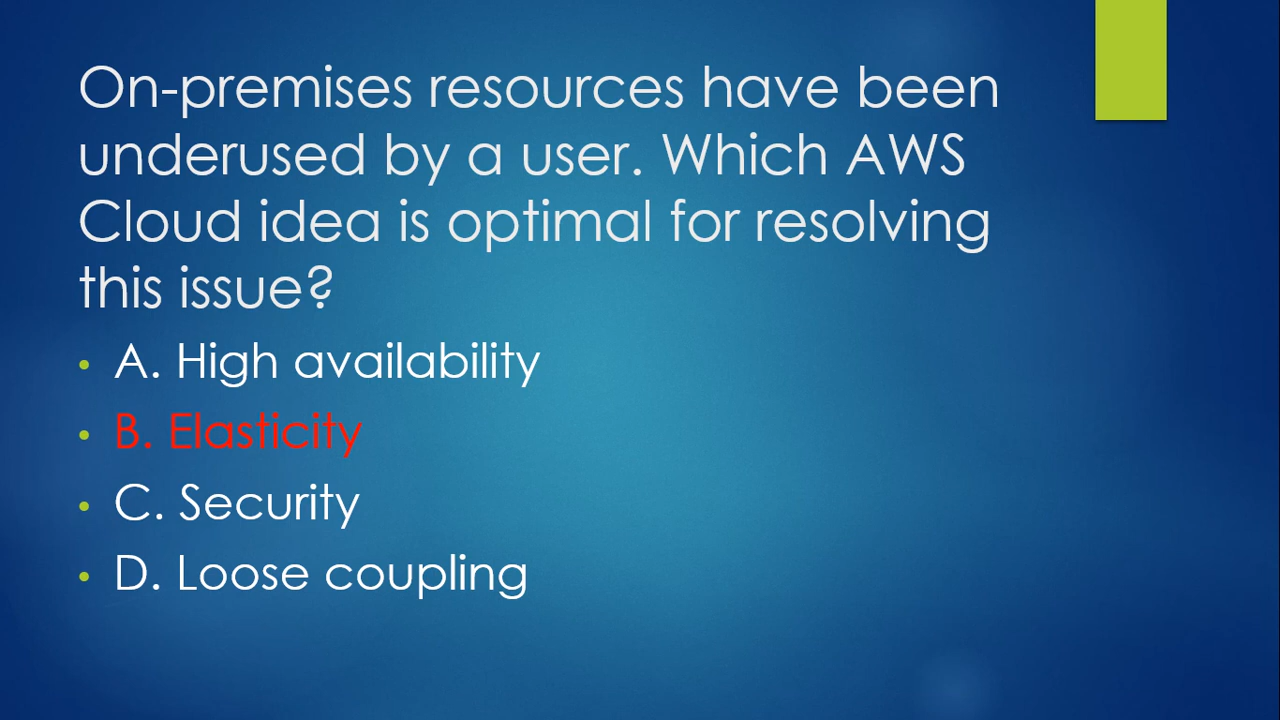 On-premises resources have been
underused by a user. Which AWS
Cloud idea is optimal for resolving
this issue?
• A. High availability
• B. Elasticity
• C. Security
• D. Loose coupling